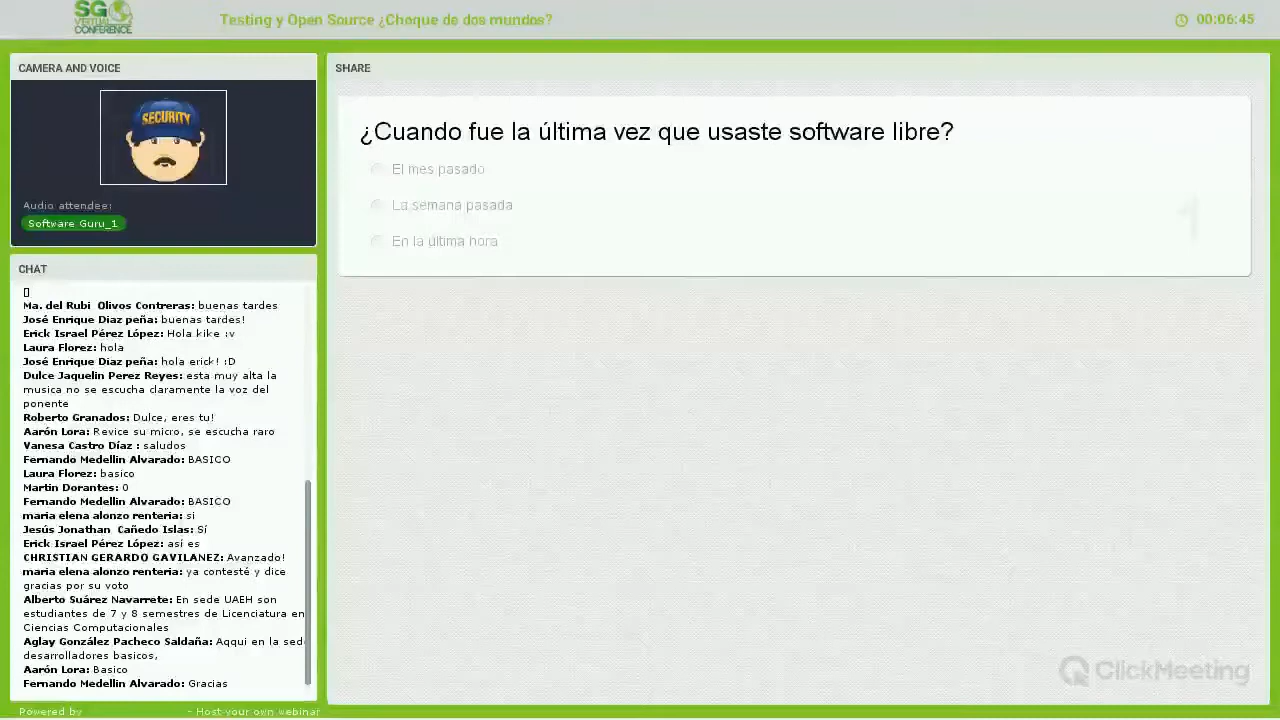 SG
VIRTUAL
CONFERENCE
Testing y Open Source ¿Choque de dos mundos?
00:06:45
CAMERA AND VOICE
SECURITY
Audio attendee:
Software Guru_1
SHARE
¿Cuando fue la última vez que usaste software libre?
El mes pasado
La semana pasada
En la última hora
1
CHAT
Ma. del Rubi Olivos Contreras: buenas tardes
José Enrique Diaz peña: buenas tardes!
Erick Israel Pérez López: Hola kike :v
Laura Florez: hola
José Enrique Diaz peña: hola erick! :D
Dulce Jaquelin Perez Reyes: esta muy alta la
musica no se escucha claramente la voz del
ponente
Roberto Granados: Dulce, eres tu!
Aarón Lora: Revice su micro, se escucha raro
Vanesa Castro Díaz : saludos
Fernando Medellin Alvarado: BASICO
Laura Florez: basico
Martin Dorantes: 0
Fernando Medellin Alvarado: BASICO
maria elena alonzo renteria: si
Jesús Jonathan Cañedo Islas: Sí
Erick Israel Pérez López: así es
CHRISTIAN GERARDO GAVILANEZ: Avanzado!
maria elena alonzo renteria: ya contesté y dice
gracias por su voto
Alberto Suárez Navarrete: En sede UAEH son
estudiantes de 7 y 8 semestres de Licenciatura en
Ciencias Computacionales
Aglay González Pacheco Saldaña: Aqqui en la sed
desarrolladores basicos,
Aarón Lora: Basico
Fernando Medellin Alvarado: Gracias
ClickMeeting
Powered by - Host your own webinar